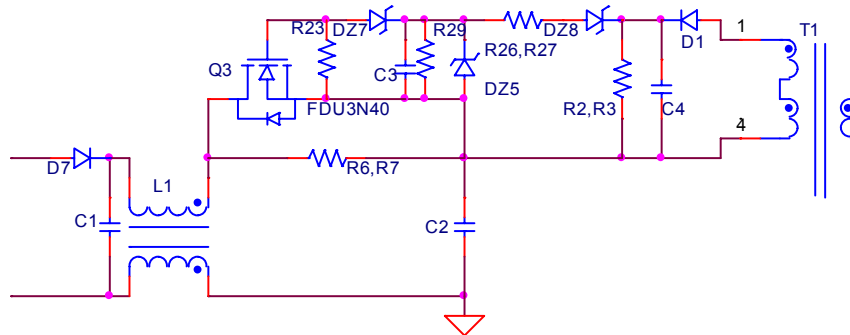 R23
DZ7
R29
DZ8
D1
1
T1
Q3
C3
R26,R27
DZ5
FDU3N40
R2,R3
C4
4
D7
L1
R6,R7
C1
C2